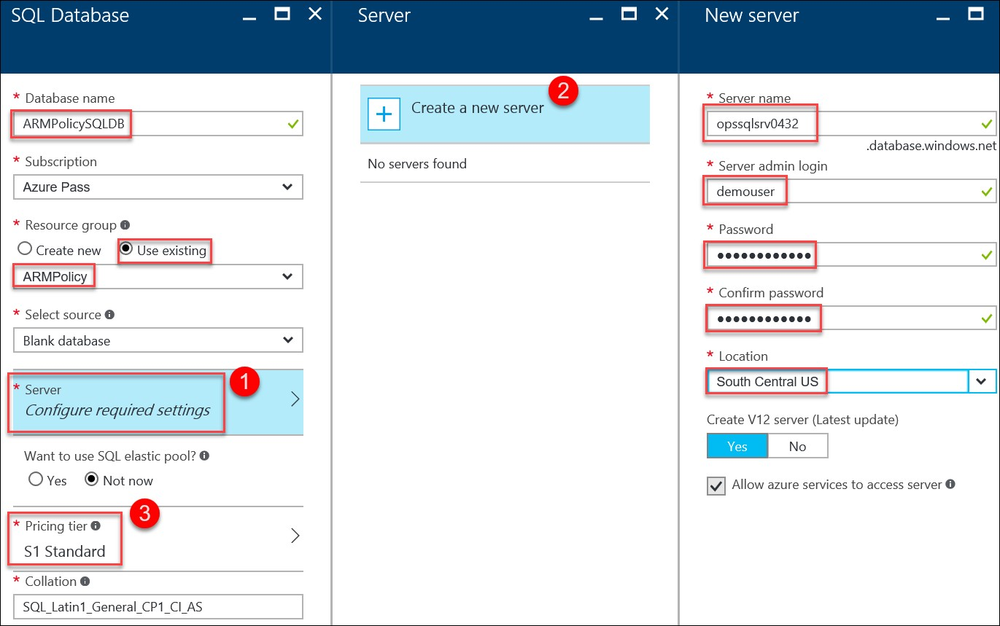 SQL Database
* Database name
ARMPolicySQLDB
* Subscription
Azure Pass
* Resource group
Create new
Use existing
ARMPolicy
* Select source
Blank database
* Server
Configure required settings
1
Want to use SQL elastic pool?
Yes
Not now
3
* Pricing tier
S1 Standard
* Collation
SQL_Latin1_General_CP1_CI_AS
Server
2
Create a new server
No servers found
New server
* Server name
opssqlsrv0432
.database.windows.net
* Server admin login
demouser
* Password
●●●●●●●●●●●●
* Confirm password
●●●●●●●●●●●●
* Location
South Central US
Create V12 server (Latest update)
Yes
No
Allow azure services to access server